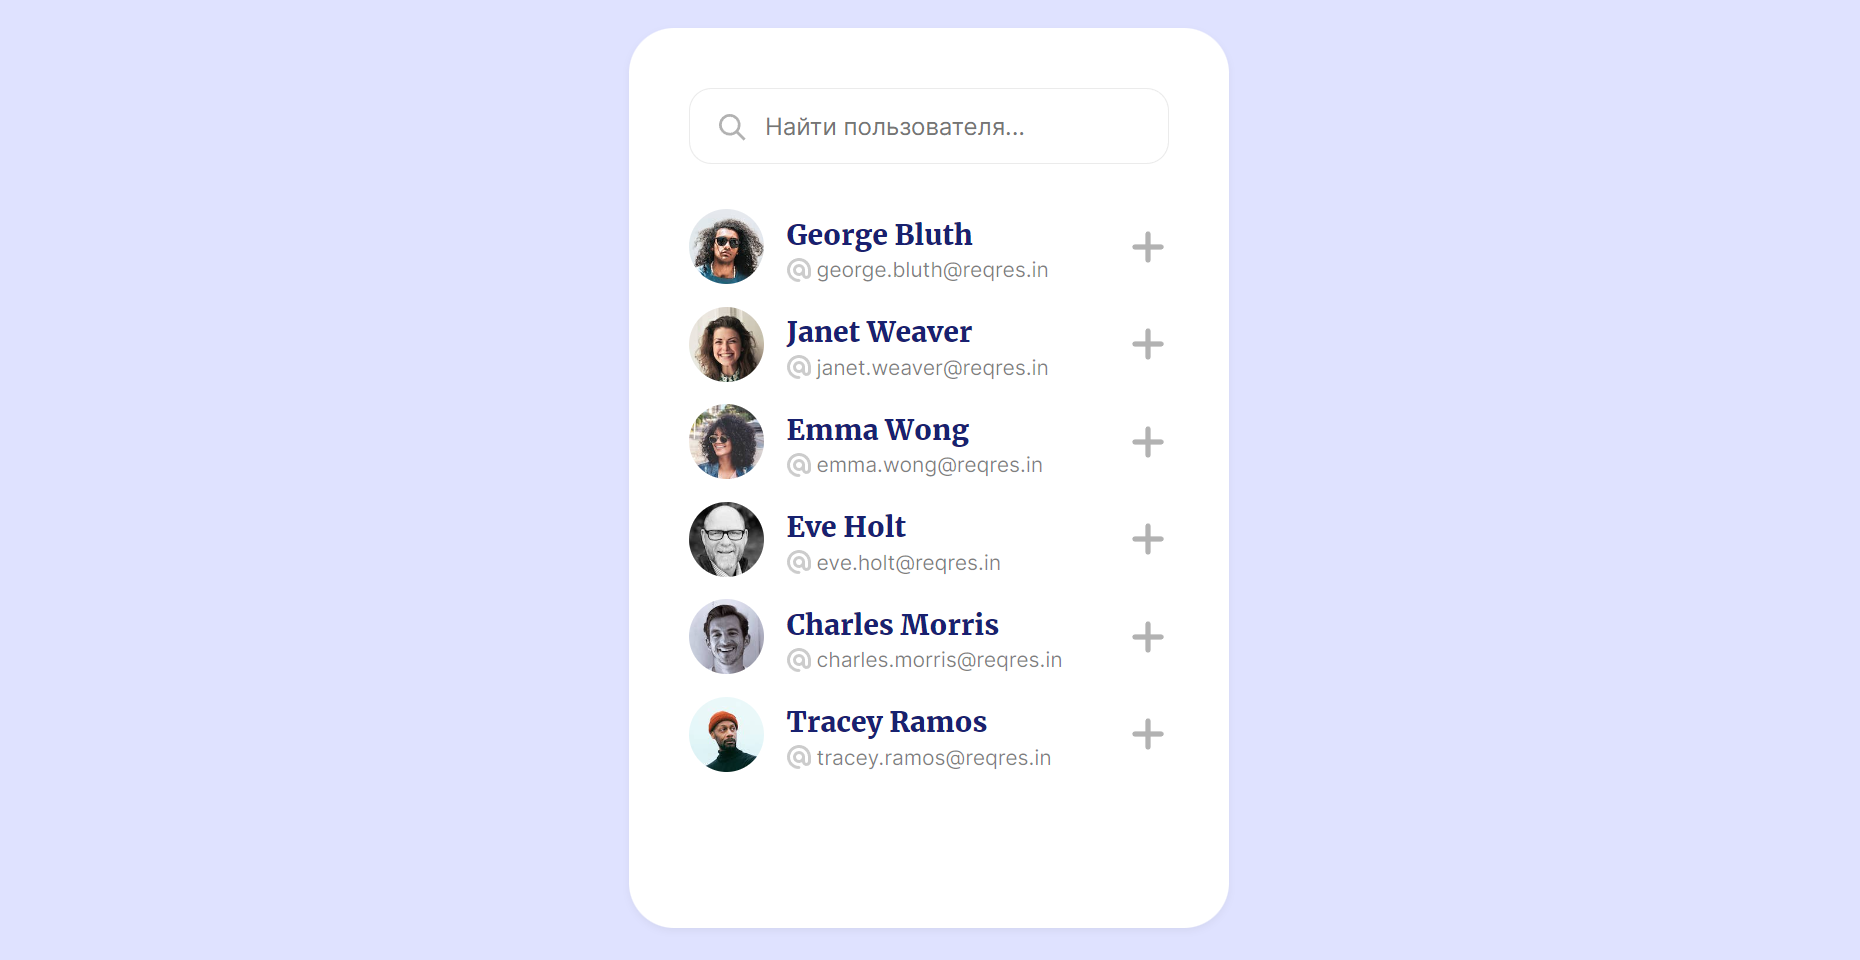 Найти пользователя...
George Bluth
george.bluth@reqres.in
Janet Weaver
janet.weaver@reqres.in
Emma Wong
emma.wong@reqres.in
Eve Holt
eve.holt@reqres.in
Charles Morris
charles.morris@reqres.in
Tracey Ramos
tracey.ramos@reqres.in